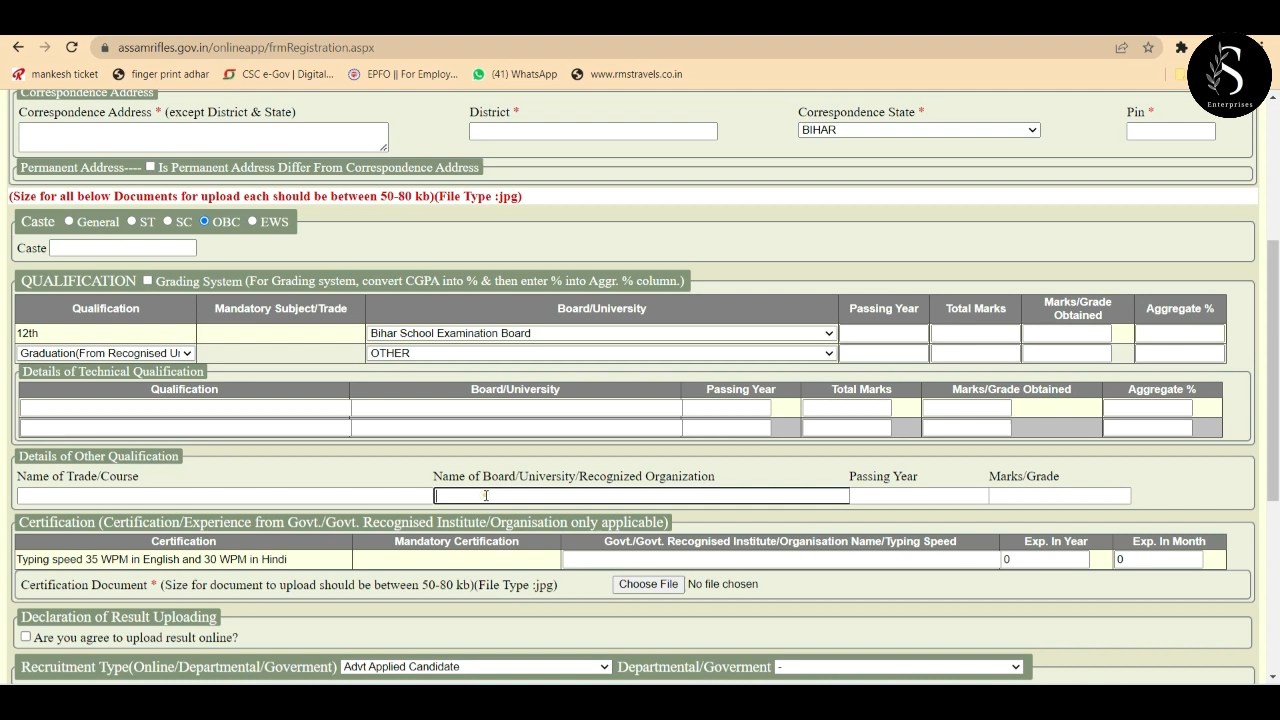 assamrifles.gov.in/onlineapp/frmRegistration.aspx
mankesh ticket finger print adhar CSC e-Gov | Digital... EPFO || For Employ... (41) WhatsApp www.rmstravels.co.in
S
Enterprises
Correspondence Address
Correspondence Address * (except District & State) District * Correspondence State * Pin *
BIHAR
Permanent Address---- Is Permanent Address Differ From Correspondence Address
(Size for all below Documents for upload each should be between 50-80 kb)(File Type :jpg)
Caste General ST SC OBC EWS
Caste
QUALIFICATION Grading System (For Grading system, convert CGPA into % & then enter % into Aggr. % column.)
Qualification Mandatory Subject/Trade Board/University Passing Year Total Marks Marks/Grade Obtained Aggregate %
12th Bihar School Examination Board
Graduation(From Recognised Ur OTHER
Details of Technical Qualification
Qualification Board/University Passing Year Total Marks Marks/Grade Obtained Aggregate %
Details of Other Qualification
Name of Trade/Course Name of Board/University/Recognized Organization Passing Year Marks/Grade
Certification (Certification/Experience from Govt./Govt. Recognised Institute/Organisation only applicable)
Certification Mandatory Certification Govt./Govt. Recognised Institute/Organisation Name/Typing Speed Exp. In Year Exp. In Month
Typing speed 35 WPM in English and 30 WPM in Hindi 0 0
Certification Document * (Size for document to upload should be between 50-80 kb)(File Type :jpg) Choose File No file chosen
Declaration of Result Uploading
Are you agree to upload result online?
Recruitment Type(Online/Departmental/Goverment) Advt Applied Candidate Departmental/Goverment -